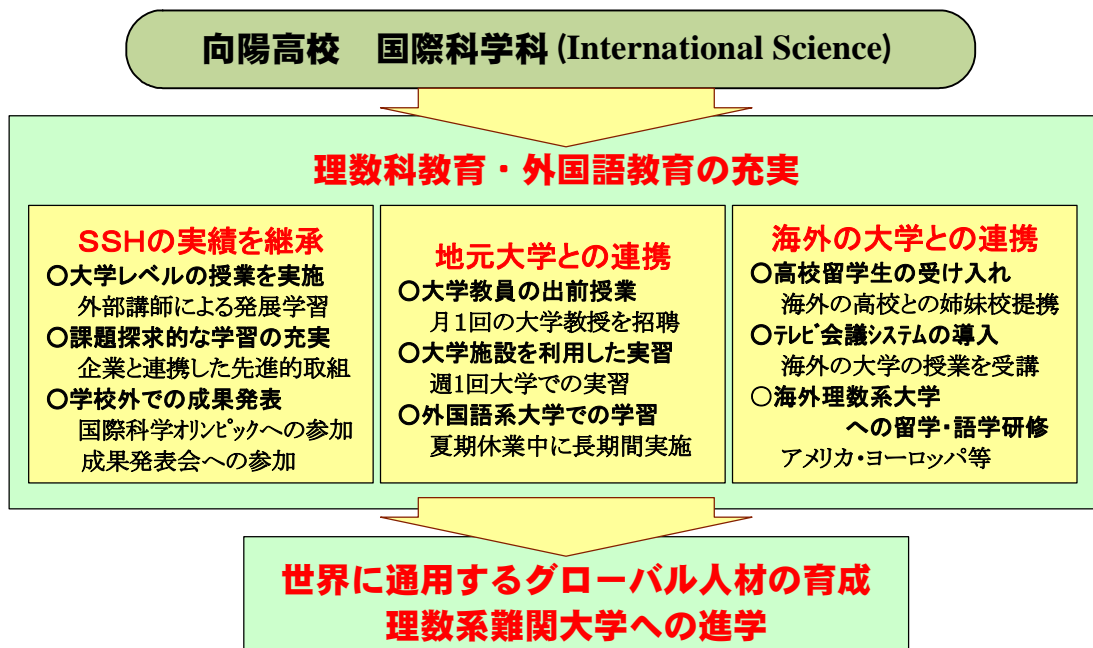 向陽高校　国際科学科 (International Science)
理数科教育・外国語教育の充実
SSHの実績を継承
○大学レベルの授業を実施
外部講師による発展学習
○課題探求的な学習の充実
企業と連携した先進的取組
○学校外での成果発表
国際科学ｵﾘﾝﾋﾟｯｸへの参加
成果発表会への参加
地元大学との連携
○大学教員の出前授業
月１回の大学教授を招聘
○大学施設を利用した実習
週1回大学での実習
○外国語系大学での学習
夏期休業中に長期間実施
海外の大学との連携
○高校留学生の受け入れ
海外の高校との姉妹校提携
○ﾃﾚﾋﾞ会議ｼｽﾃﾑの導入
海外の大学の授業を受講
○海外理数系大学
への留学・語学研修
アメリカ・ヨーロッパ等
世界に通用するグローバル人材の育成
理数系難関大学への進学